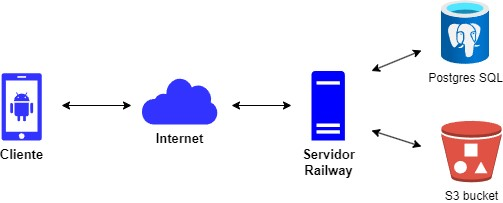 Postgres SQL
Cliente
Internet
Servidor
Railway
S3 bucket